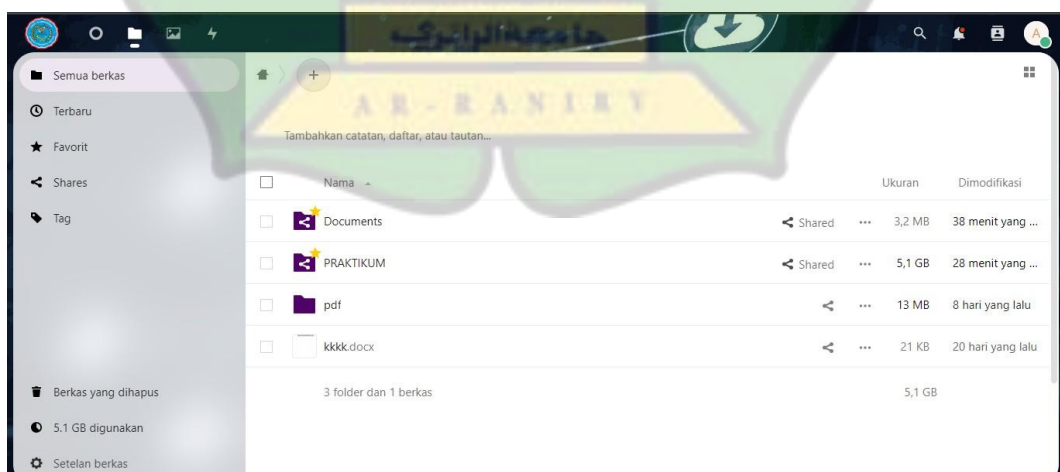 جامعة الرانري
A
AR-RANIRY
Semua berkas
+
Terbaru
Tambahkan catatan, daftar, atau tautan...
Favorit
Shares
Nama Ukuran Dimodifikasi
Tag
Documents Shared ... 3,2 MB 38 menit yang ...
PRAKTIKUM Shared ... 5,1 GB 28 menit yang ...
pdf ... 13 MB 8 hari yang lalu
kkkk.docx ... 21 KB 20 hari yang lalu
Berkas yang dihapus
3 folder dan 1 berkas 5,1 GB
5.1 GB digunakan
Setelan berkas